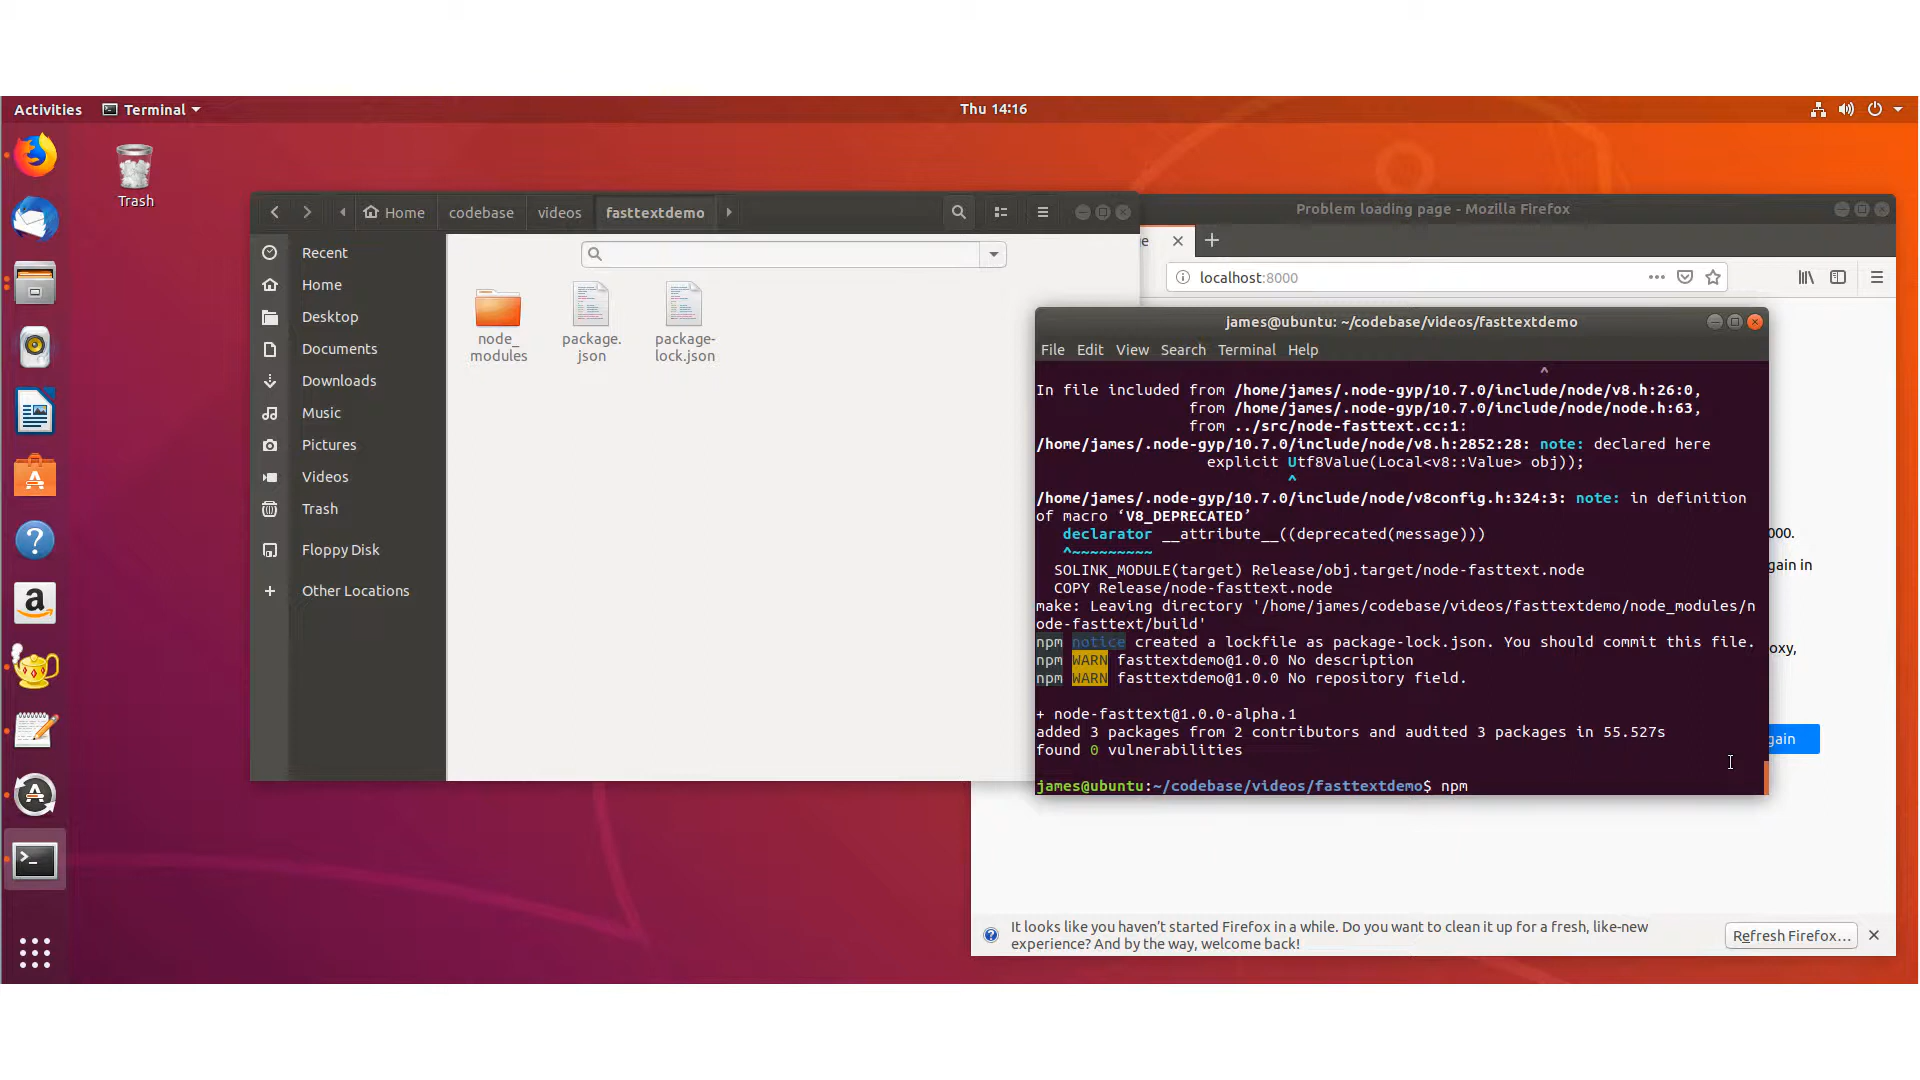 Activities
Terminal
Thu 14:16
Trash
Home
codebase
videos
fasttextdemo
Problem loading page - Mozilla Firefox
e
localhost:8000
Recent
Home
Desktop
Documents
Downloads
Music
Pictures
Videos
Trash
Floppy Disk
Other Locations
node_
modules
package.
json
package-
lock.json
james@ubuntu: ~/codebase/videos/fasttextdemo
File Edit View Search Terminal Help
^
In file included from /home/james/.node-gyp/10.7.0/include/node/v8.h:26:0,
from /home/james/.node-gyp/10.7.0/include/node/node.h:63,
from ../src/node-fasttext.cc:1:
/home/james/.node-gyp/10.7.0/include/node/v8.h:2852:28: note: declared here
explicit Utf8Value(Local<v8::Value> obj));
^
/home/james/.node-gyp/10.7.0/include/node/v8config.h:324:3: note: in definition
of macro ‘V8_DEPRECATED’
declarator __attribute__((deprecated(message)))
^~~~~~~~~~
SOLINK_MODULE(target) Release/obj.target/node-fasttext.node
COPY Release/node-fasttext.node
make: Leaving directory '/home/james/codebase/videos/fasttextdemo/node_modules/n
ode-fasttext/build'
npm notice created a lockfile as package-lock.json. You should commit this file.
npm WARN fasttextdemo@1.0.0 No description
npm WARN fasttextdemo@1.0.0 No repository field.
+ node-fasttext@1.0.0-alpha.1
added 3 packages from 2 contributors and audited 3 packages in 55.527s
found 0 vulnerabilities
james@ubuntu:~/codebase/videos/fasttextdemo$ npm
000.
gain in
oxy,
gain
It looks like you haven’t started Firefox in a while. Do you want to clean it up for a fresh, like-new
experience? And by the way, welcome back!
Refresh Firefox…